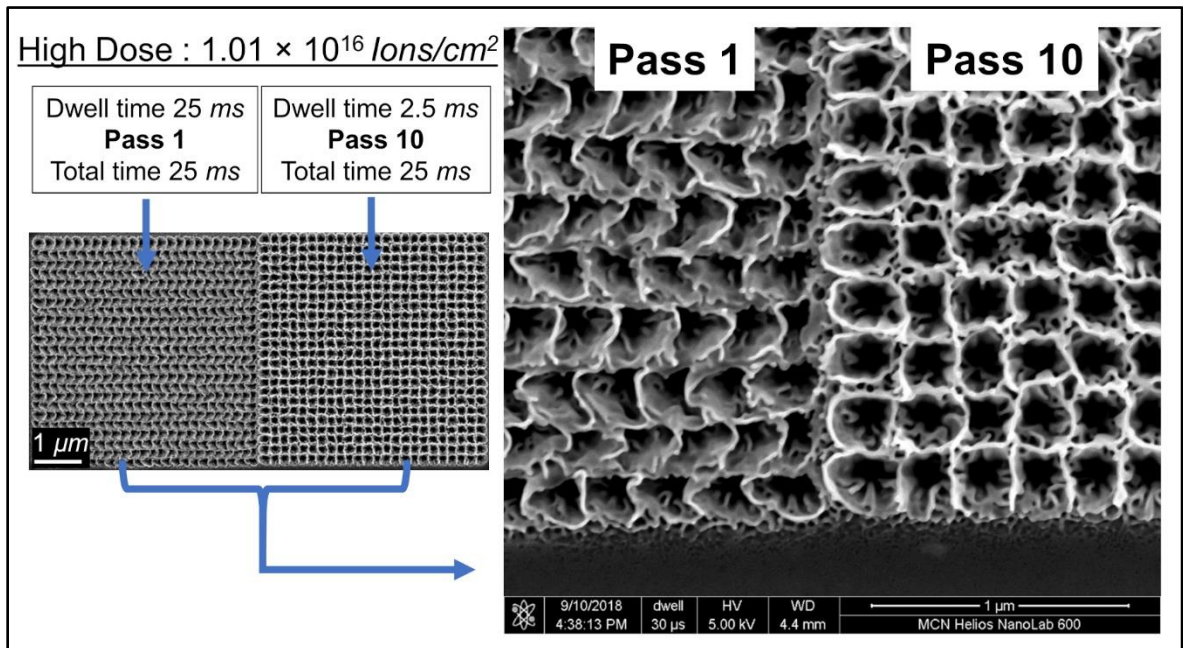 High Dose : 1.01 × 10¹⁶ Ions/cm²
Dwell time 25 ms
Pass 1
Total time 25 ms
Dwell time 2.5 ms
Pass 10
Total time 25 ms
1 µm
Pass 1
Pass 10
9/10/2018
4:38:13 PM
dwell
30 µs
HV
5.00 kV
WD
4.4 mm
1 µm
MCN Helios NanoLab 600